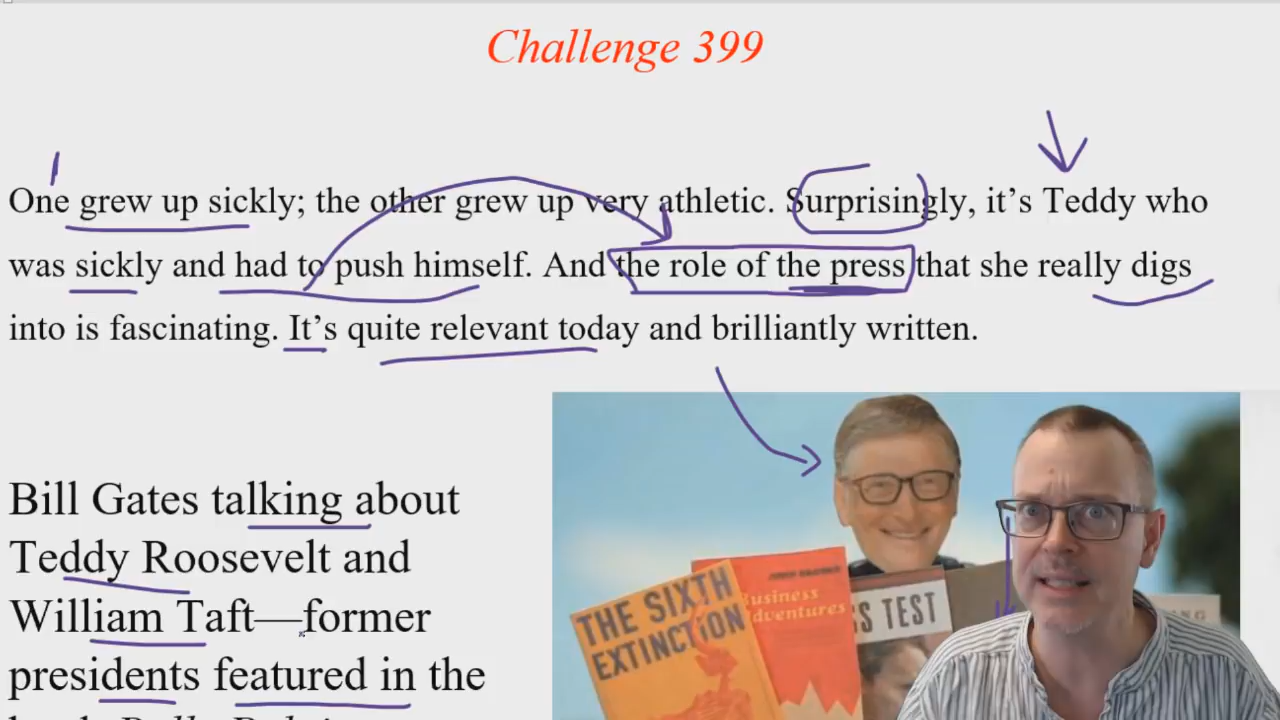 Challenge 399
One grew up sickly; the other grew up very athletic. Surprisingly, it's Teddy who
was sickly and had to push himself. And the role of the press that she really digs
into is fascinating. It's quite relevant today and brilliantly written.
Bill Gates talking about
Teddy Roosevelt and
William Taft—former
presidents featured in the
THE SIXTH
EXTINCTION
Business
Adventures
S TEST